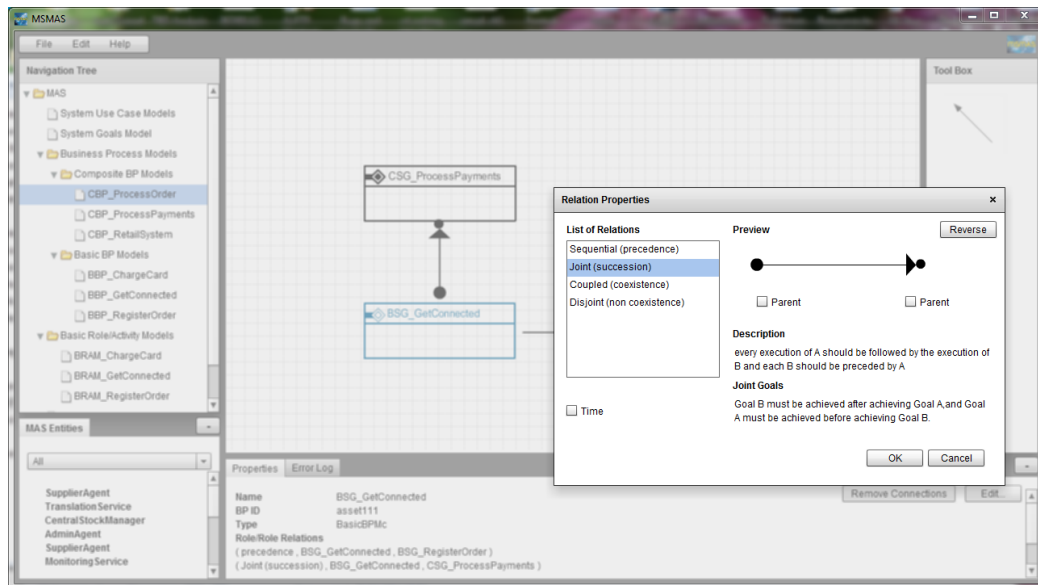 MSMAS
File Edit Help
Navigation Tree
MAS
System Use Case Models
System Goals Model
Business Process Models
Composite BP Models
CBP_ProcessOrder
CBP_ProcessPayments
CBP_RetailSystem
Basic BP Models
BBP_ChargeCard
BBP_GetConnected
BBP_RegisterOrder
Basic Role/Activity Models
BRAM_ChargeCard
BRAM_GetConnected
BRAM_RegisterOrder
MAS Entities
All
SupplierAgent
TranslationService
CentralStockManager
AdminAgent
SupplierAgent
MonitoringService
CSG_ProcessPayments
BSG_GetConnected
Tool Box
Relation Properties
List of Relations
Sequential (precedence)
Joint (succession)
Coupled (coexistence)
Disjoint (non coexistence)
Time
Preview
Reverse
Parent Parent
Description
every execution of A should be followed by the execution of
B and each B should be preceded by A
Joint Goals
Goal B must be achieved after achieving Goal A,and Goal
A must be achieved before achieving Goal B.
OK Cancel
Properties Error Log
Remove Connections Edit...
Name BSG_GetConnected
BP ID asset111
Type BasicBPMc
Role/Role Relations
( precedence , BSG_GetConnected , BSG_RegisterOrder )
( Joint (succession) , BSG_GetConnected , CSG_ProcessPayments )